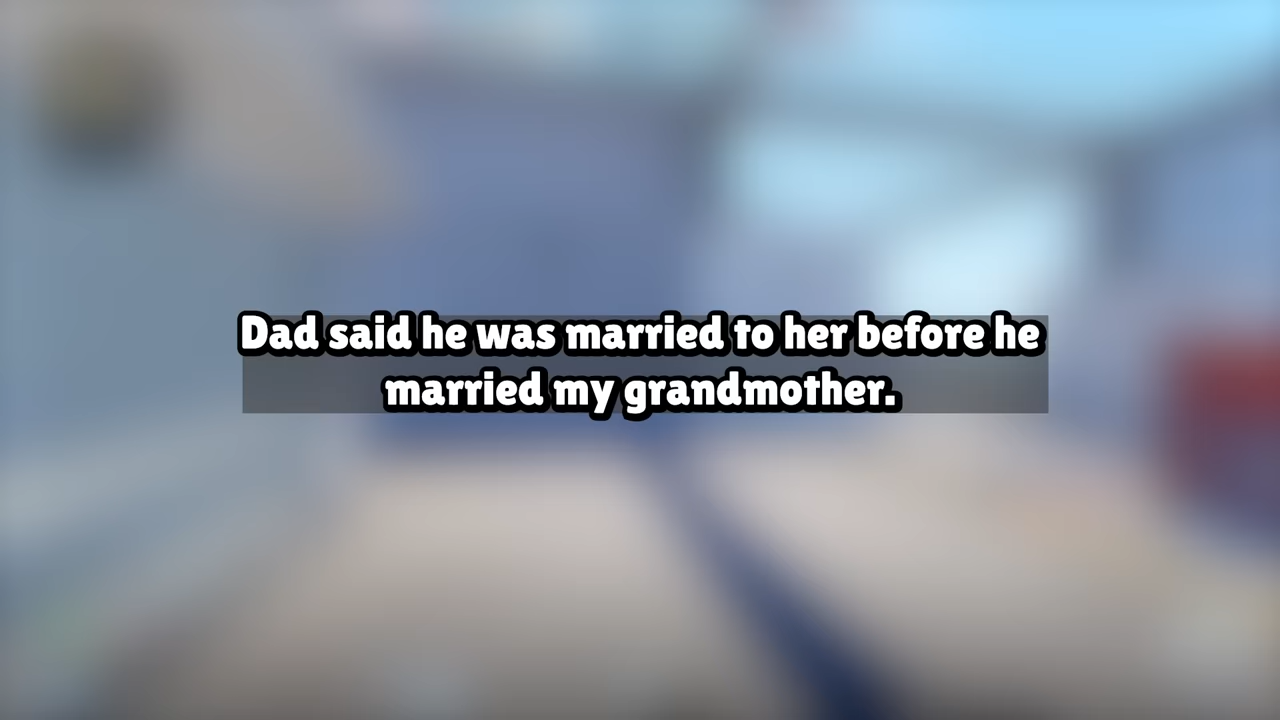 Dad said he was married to her before he
married my grandmother.